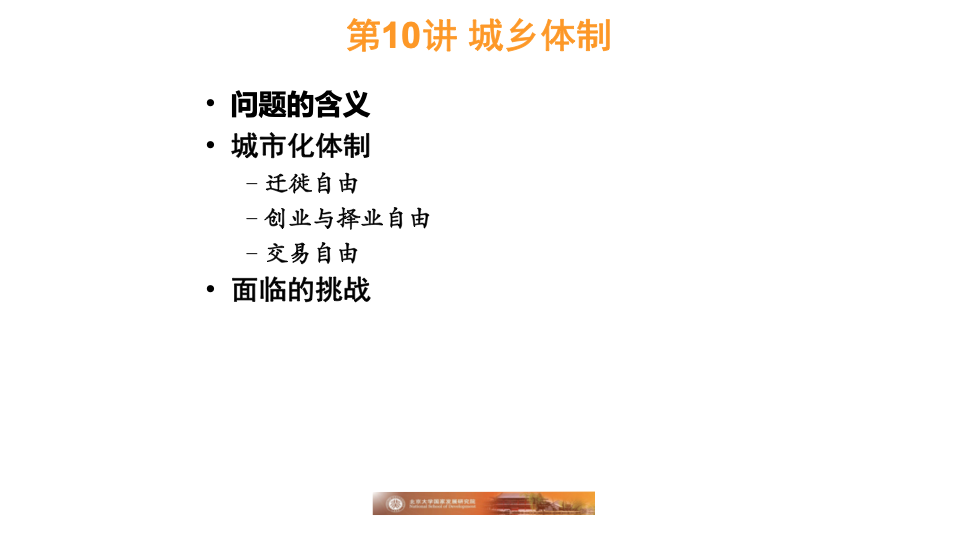 第10讲 城乡体制
• 问题的含义
• 城市化体制
– 迁徙自由
– 创业与择业自由
– 交易自由
• 面临的挑战
北京大学国家发展研究院
National School of Development